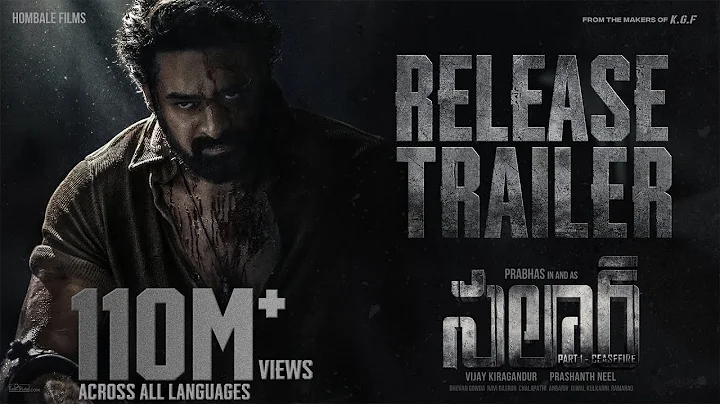 HOMBALE FILMS
FROM THE MAKERS OF K.G.F
RELEASE
TRAILER
PRABHAS IN AND AS
సలార్
PART 1 - CEASEFIRE
VIJAY KIRAGANDUR PRASHANTH NEEL
110M+
VIEWS
ACROSS ALL LANGUAGES